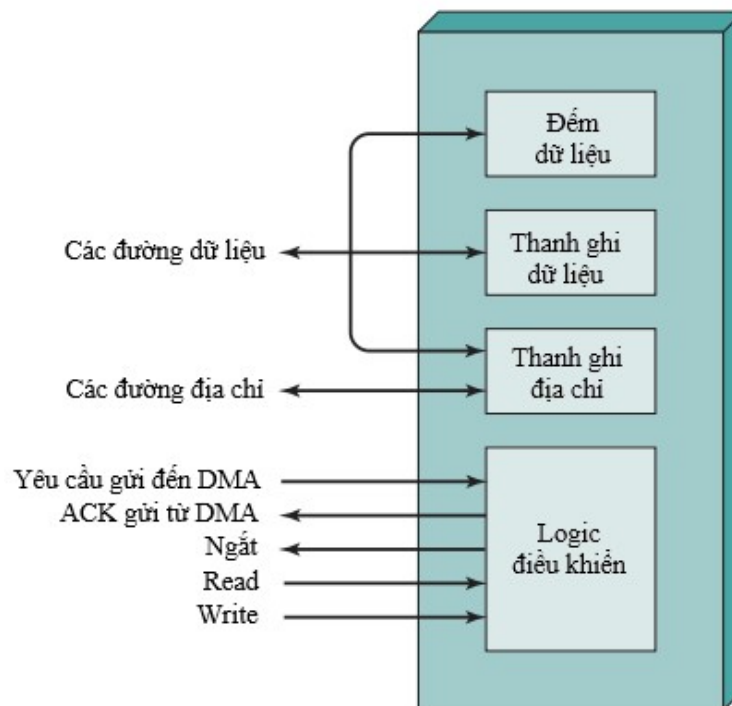 Đếm
dữ liệu
Các đường dữ liệu
Thanh ghi
dữ liệu
Các đường địa chỉ
Thanh ghi
địa chỉ
Yêu cầu gửi đến DMA
ACK gửi từ DMA
Ngắt
Read
Write
Logic
điều khiển